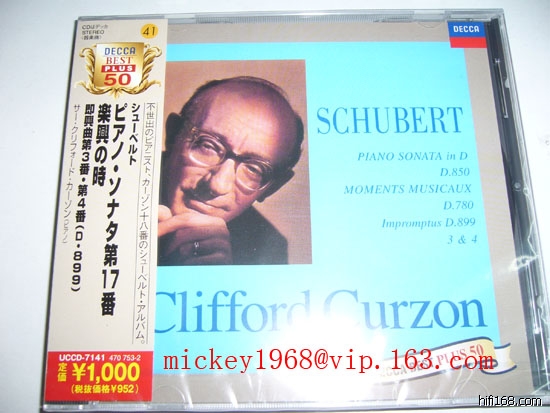 CDはデッカ
STEREO
41
DECCA
BEST
PLUS
50
不世出のピアニスト、カーゾン十八番のシューベルト・アルバム。
シューベルト
ピアノ・ソナタ第17番
楽興の時
即興曲第3番・第4番(D・899)
サー・クリフォード・カーゾン(ピアノ)
UCCD-7141 470 753-2
定価 ¥1,000
(税抜価格¥952)
DECCA
SCHUBERT
PIANO SONATA in D
D.850
MOMENTS MUSICAUX
D.780
Impromptus D.899
3 & 4
Clifford Curzon
PLUS 50
mickey1968@vip.163.com
hifi168.com